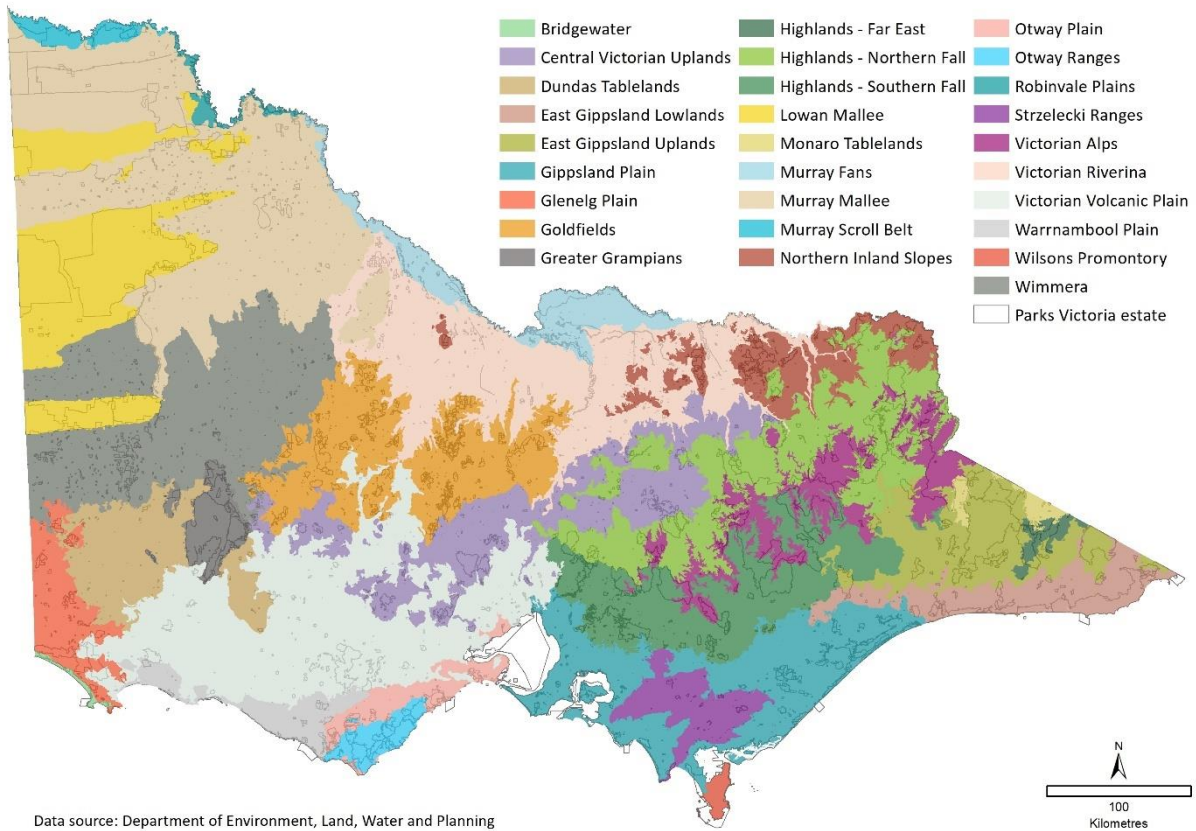 Bridgewater
Central Victorian Uplands
Dundas Tablelands
East Gippsland Lowlands
East Gippsland Uplands
Gippsland Plain
Glenelg Plain
Goldfields
Greater Grampians
Highlands - Far East
Highlands - Northern Fall
Highlands - Southern Fall
Lowan Mallee
Monaro Tablelands
Murray Fans
Murray Mallee
Murray Scroll Belt
Northern Inland Slopes
Otway Plain
Otway Ranges
Robinvale Plains
Strzelecki Ranges
Victorian Alps
Victorian Riverina
Victorian Volcanic Plain
Warrnambool Plain
Wilsons Promontory
Wimmera
Parks Victoria estate
N
100
Kilometres
Data source: Department of Environment, Land, Water and Planning